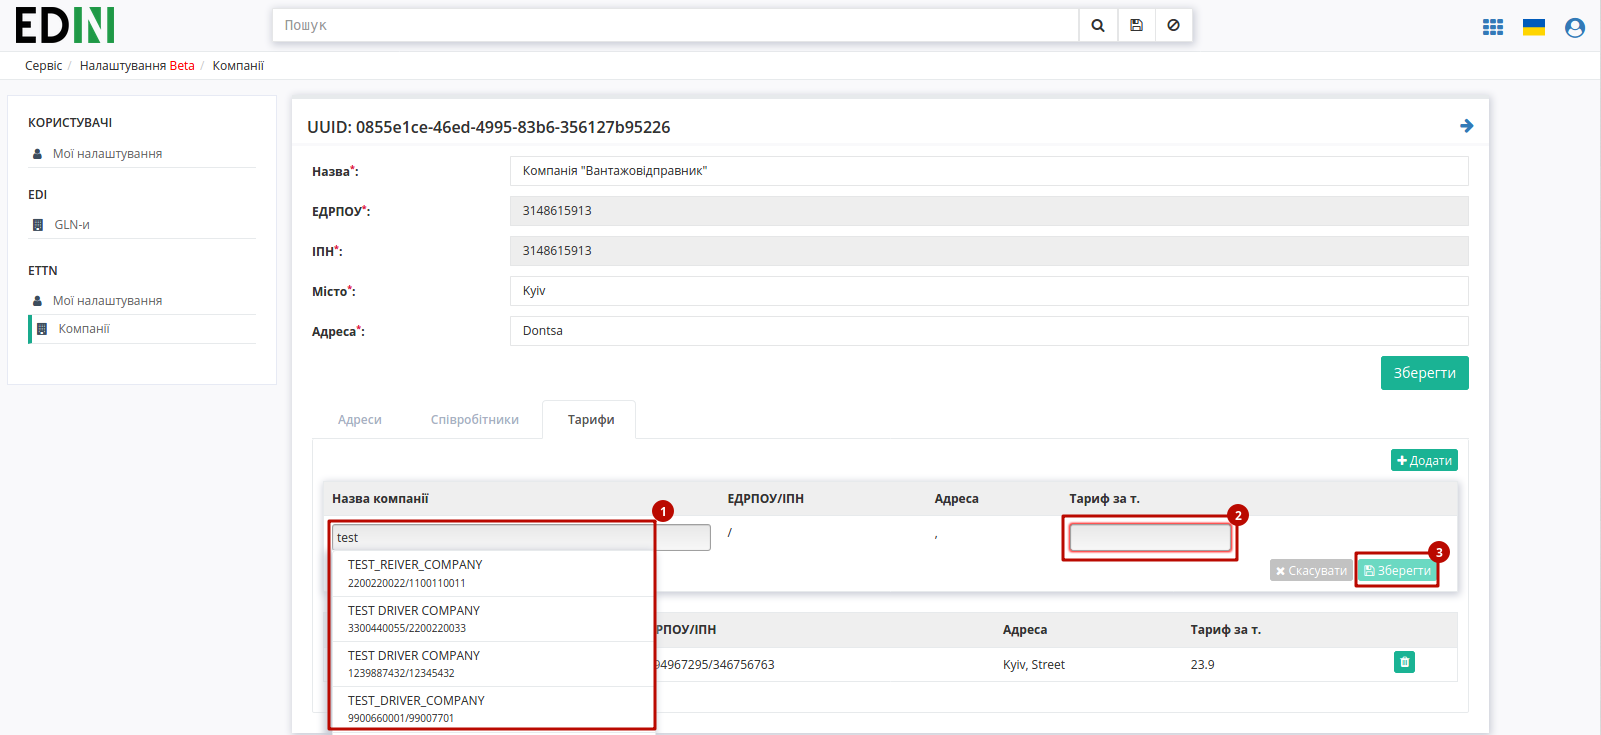 EDIN
Пошук
Сервіс / Налаштування Beta / Компанії
КОРИСТУВАЧІ
Мої налаштування
EDI
GLN-и
ETTN
Мої налаштування
Компанії
UUID: 0855e1ce-46ed-4995-83b6-356127b95226
Назва*: Компанія "Вантажовідправник"
ЕДРПОУ*: 3148615913
ІПН*: 3148615913
Місто*: Kyiv
Адреса*: Dontsa
Зберегти
Адреси Співробітники Тарифи
Додати
Назва компанії ЕДРПОУ/ІПН Адреса Тариф за т.
1 2
test / ,
3
Скасувати Зберегти
TEST_REIVER_COMPANY
2200220022/1100110011
TEST DRIVER COMPANY
3300440055/2200220033
TEST DRIVER COMPANY
1239887432/12345432
TEST_DRIVER_COMPANY
9900660001/99007701
РПОУ/ІПН Адреса Тариф за т.
94967295/346756763 Kyiv, Street 23.9